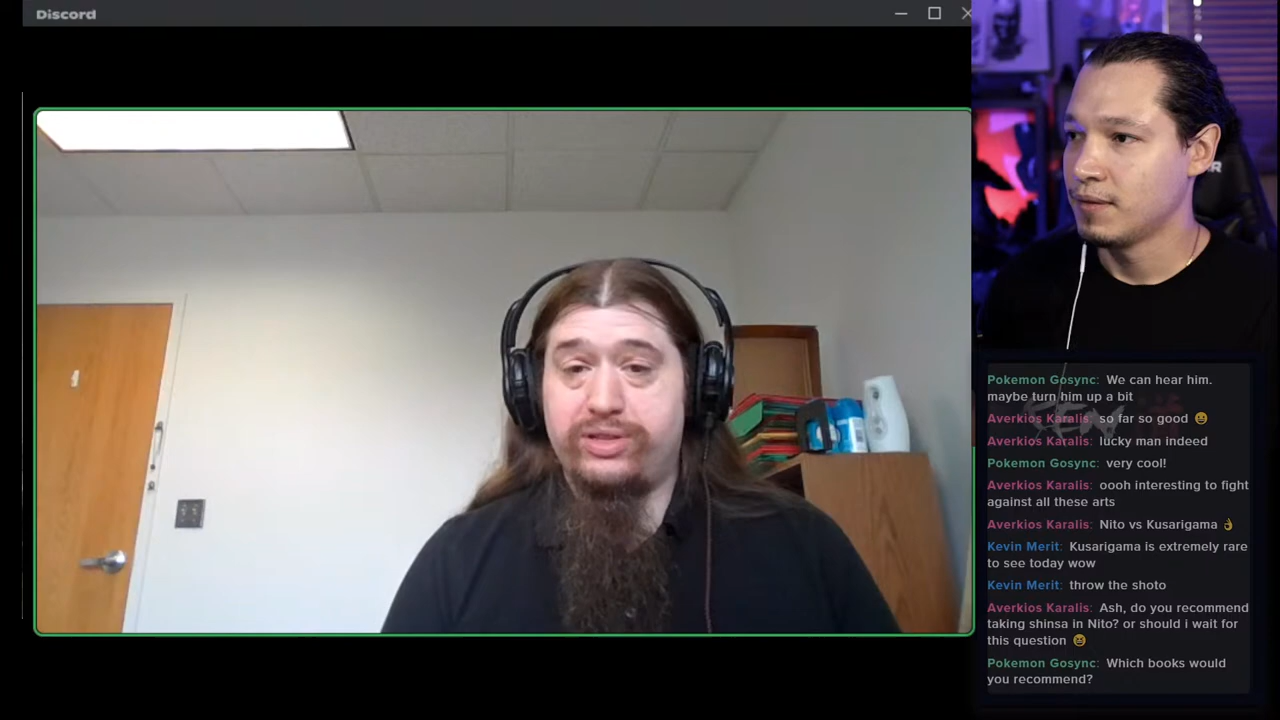 Discord
Pokemon Gosync: We can hear him.
maybe turn him up a bit
Averkios Karalis: so far so good 😆
Averkios Karalis: lucky man indeed
Pokemon Gosync: very cool!
Averkios Karalis: oooh interesting to fight
against all these arts
Averkios Karalis: Nito vs Kusarigama 👌
Kevin Merit: Kusarigama is extremely rare
to see today wow
Kevin Merit: throw the shoto
Averkios Karalis: Ash, do you recommend
taking shinsa in Nito? or should i wait for
this question 😆
Pokemon Gosync: Which books would
you recommend?